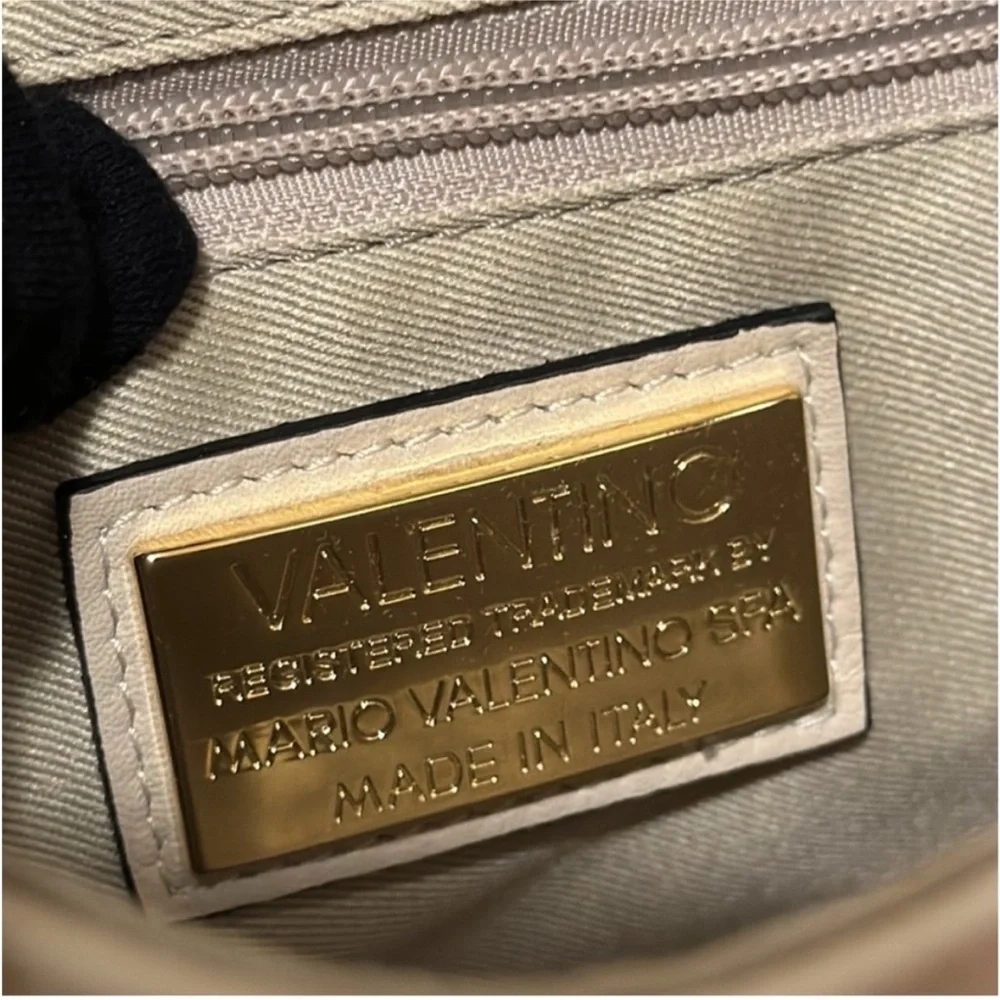 VALENTINO
REGISTERED TRADEMARK BY
MARIO VALENTINO SPA
MADE IN ITALY